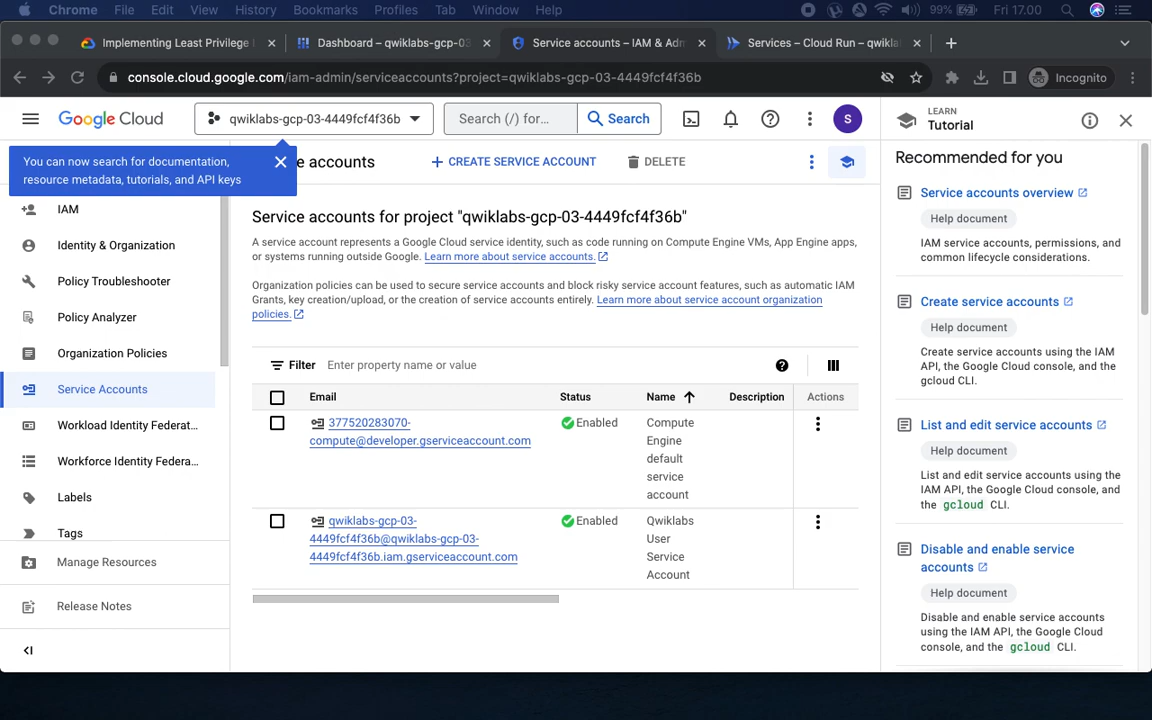 Chrome File Edit View History Bookmarks Profiles Tab Window Help 99% Fri 17.00
Implementing Least Privilege
Dashboard – qwiklabs-gcp-03
Service accounts – IAM & Adm
Services – Cloud Run – qwikla
console.cloud.google.com/iam-admin/serviceaccounts?project=qwiklabs-gcp-03-4449fcf4f36b
Incognito
Google Cloud
qwiklabs-gcp-03-4449fcf4f36b
Search (/) for...
Search
S
You can now search for documentation,
resource metadata, tutorials, and API keys
e accounts
CREATE SERVICE ACCOUNT
DELETE
IAM
Identity & Organization
Policy Troubleshooter
Policy Analyzer
Organization Policies
Service Accounts
Workload Identity Federat...
Workforce Identity Federa...
Labels
Tags
Manage Resources
Release Notes
Service accounts for project "qwiklabs-gcp-03-4449fcf4f36b"
A service account represents a Google Cloud service identity, such as code running on Compute Engine VMs, App Engine apps,
or systems running outside Google. Learn more about service accounts.
Organization policies can be used to secure service accounts and block risky service account features, such as automatic IAM
Grants, key creation/upload, or the creation of service accounts entirely. Learn more about service account organization
policies.
Filter Enter property name or value
Email Status Name Description Actions
377520283070-
compute@developer.gserviceaccount.com
Enabled
Compute
Engine
default
service
account
qwiklabs-gcp-03-
4449fcf4f36b@qwiklabs-gcp-03-
4449fcf4f36b.iam.gserviceaccount.com
Enabled
Qwiklabs
User
Service
Account
LEARN
Tutorial
Recommended for you
Service accounts overview
Help document
IAM service accounts, permissions, and
common lifecycle considerations.
Create service accounts
Help document
Create service accounts using the IAM
API, the Google Cloud console, and the
gcloud CLI.
List and edit service accounts
Help document
List and edit service accounts using the
IAM API, the Google Cloud console, and
the gcloud CLI.
Disable and enable service
accounts
Help document
Disable and enable service accounts
using the IAM API, the Google Cloud
console, and the gcloud CLI.